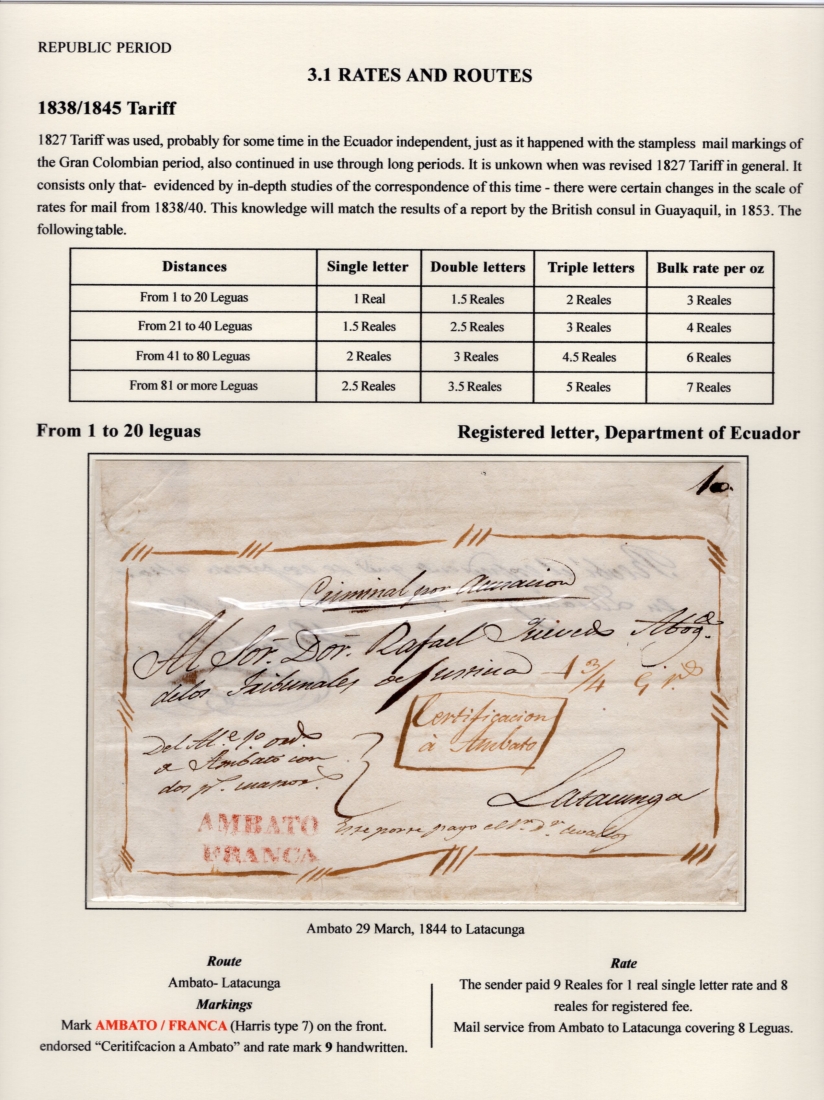 REPUBLIC PERIOD
3.1 RATES AND ROUTES
1838/1845 Tariff
1827 Tariff was used, probably for some time in the Ecuador independent, just as it happened with the stampless mail markings of
the Gran Colombian period, also continued in use through long periods. It is unkown when was revised 1827 Tariff in general. It
consists only that- evidenced by in-depth studies of the correspondence of this time - there were certain changes in the scale of
rates for mail from 1838/40. This knowledge will match the results of a report by the British consul in Guayaquil, in 1853. The
following table.
Distances Single letter Double letters Triple letters Bulk rate per oz
From 1 to 20 Leguas 1 Real 1.5 Reales 2 Reales 3 Reales
From 21 to 40 Leguas 1.5 Reales 2.5 Reales 3 Reales 4 Reales
From 41 to 80 Leguas 2 Reales 3 Reales 4.5 Reales 6 Reales
From 81 or more Leguas 2.5 Reales 3.5 Reales 5 Reales 7 Reales
From 1 to 20 leguas
Registered letter, Department of Ecuador
Criminal por
Al Sor. Dor. Rafael Abog.
de los Tribunales de Justicia 1 3/4
Certificacion
à Ambato
a Ambato con
Latacunga
AMBATO
FRANCA
Ambato 29 March, 1844 to Latacunga
Route
Ambato- Latacunga
Markings
Mark AMBATO / FRANCA (Harris type 7) on the front.
endorsed “Ceritifcacion a Ambato” and rate mark 9 handwritten.
Rate
The sender paid 9 Reales for 1 real single letter rate and 8
reales for registered fee.
Mail service from Ambato to Latacunga covering 8 Leguas.